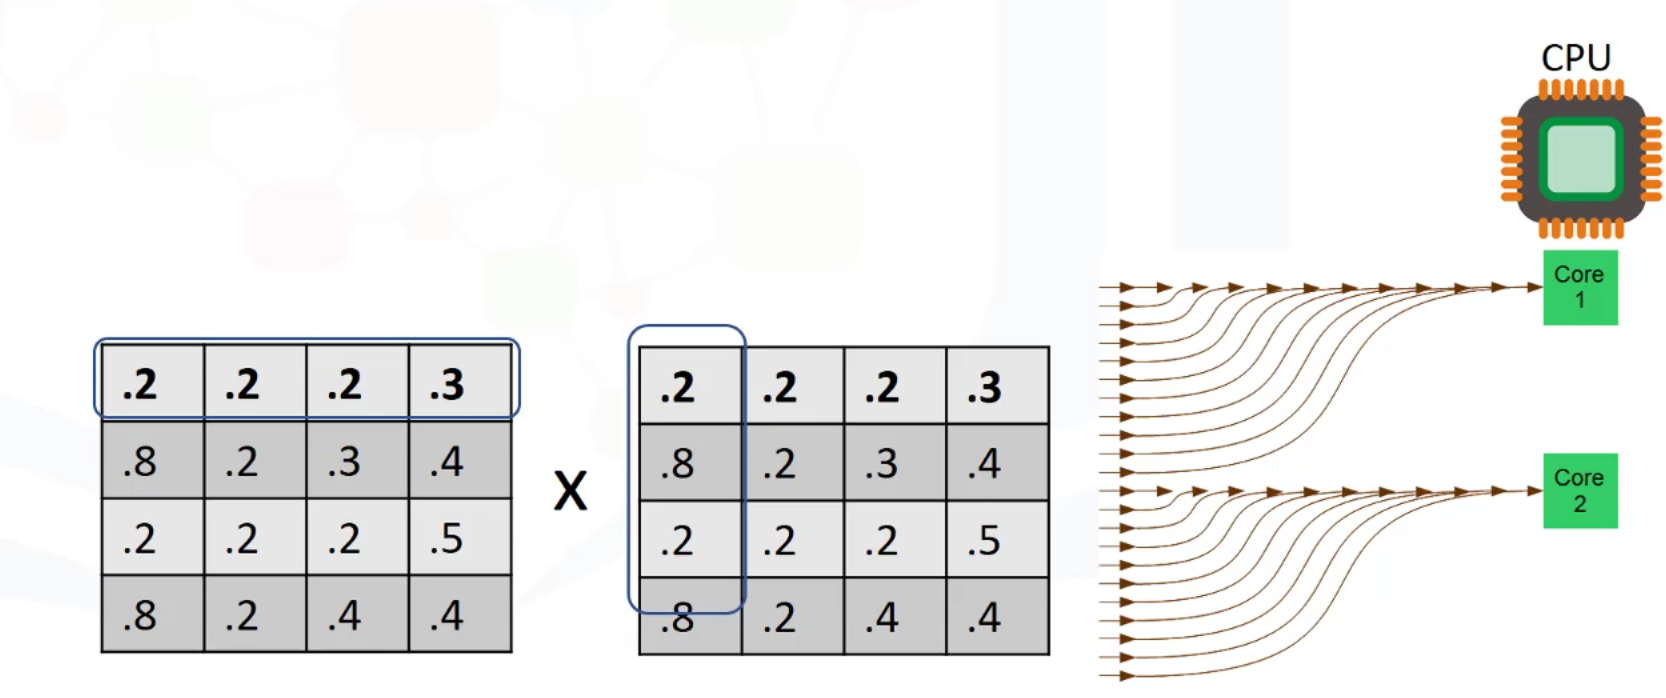 CPU
Core
1
.2 .2 .2 .3
.8 .2 .3 .4
.2 .2 .2 .5
.8 .2 .4 .4
X
.2 .2 .2 .3
.8 .2 .3 .4
.2 .2 .2 .5
.8 .2 .4 .4
Core
2